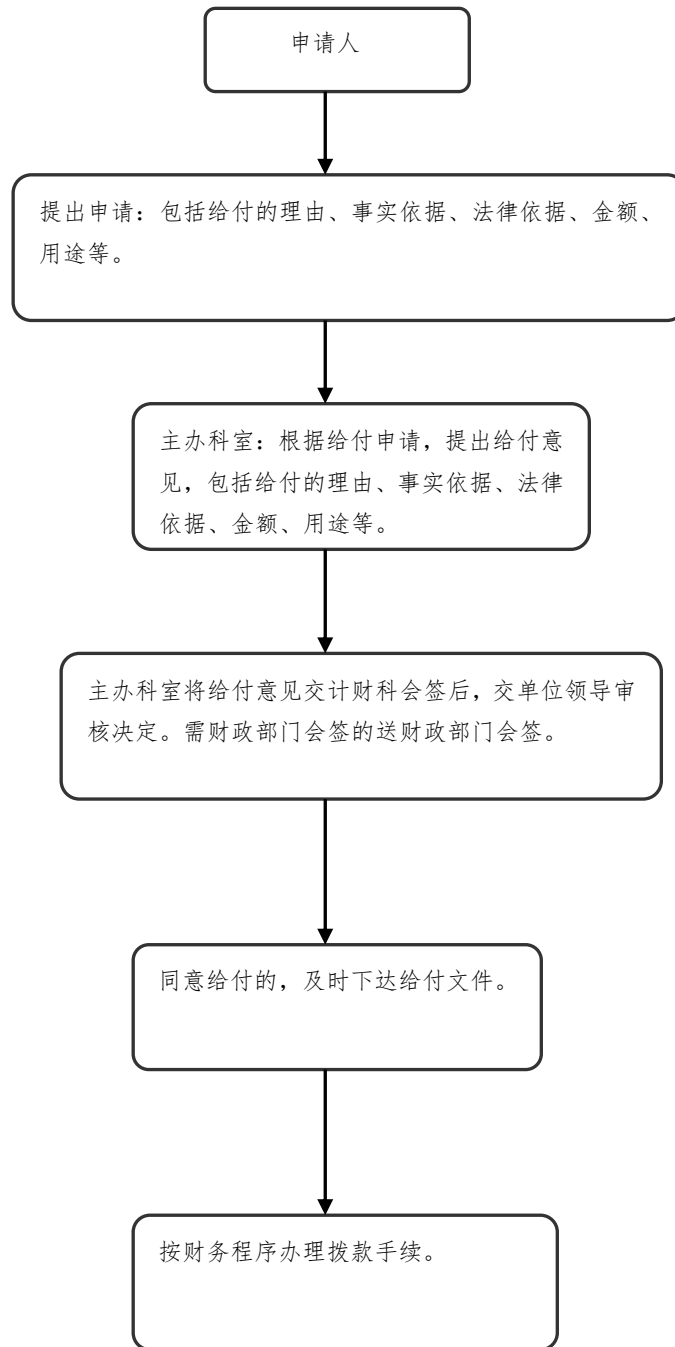 申请人
提出申请：包括给付的理由、事实依据、法律依据、金额、
用途等。
主办科室：根据给付申请，提出给付意
见，包括给付的理由、事实依据、法律
依据、金额、用途等。
主办科室将给付意见交计财科会签后，交单位领导审
核决定。需财政部门会签的送财政部门会签。
同意给付的，及时下达给付文件。
按财务程序办理拨款手续。